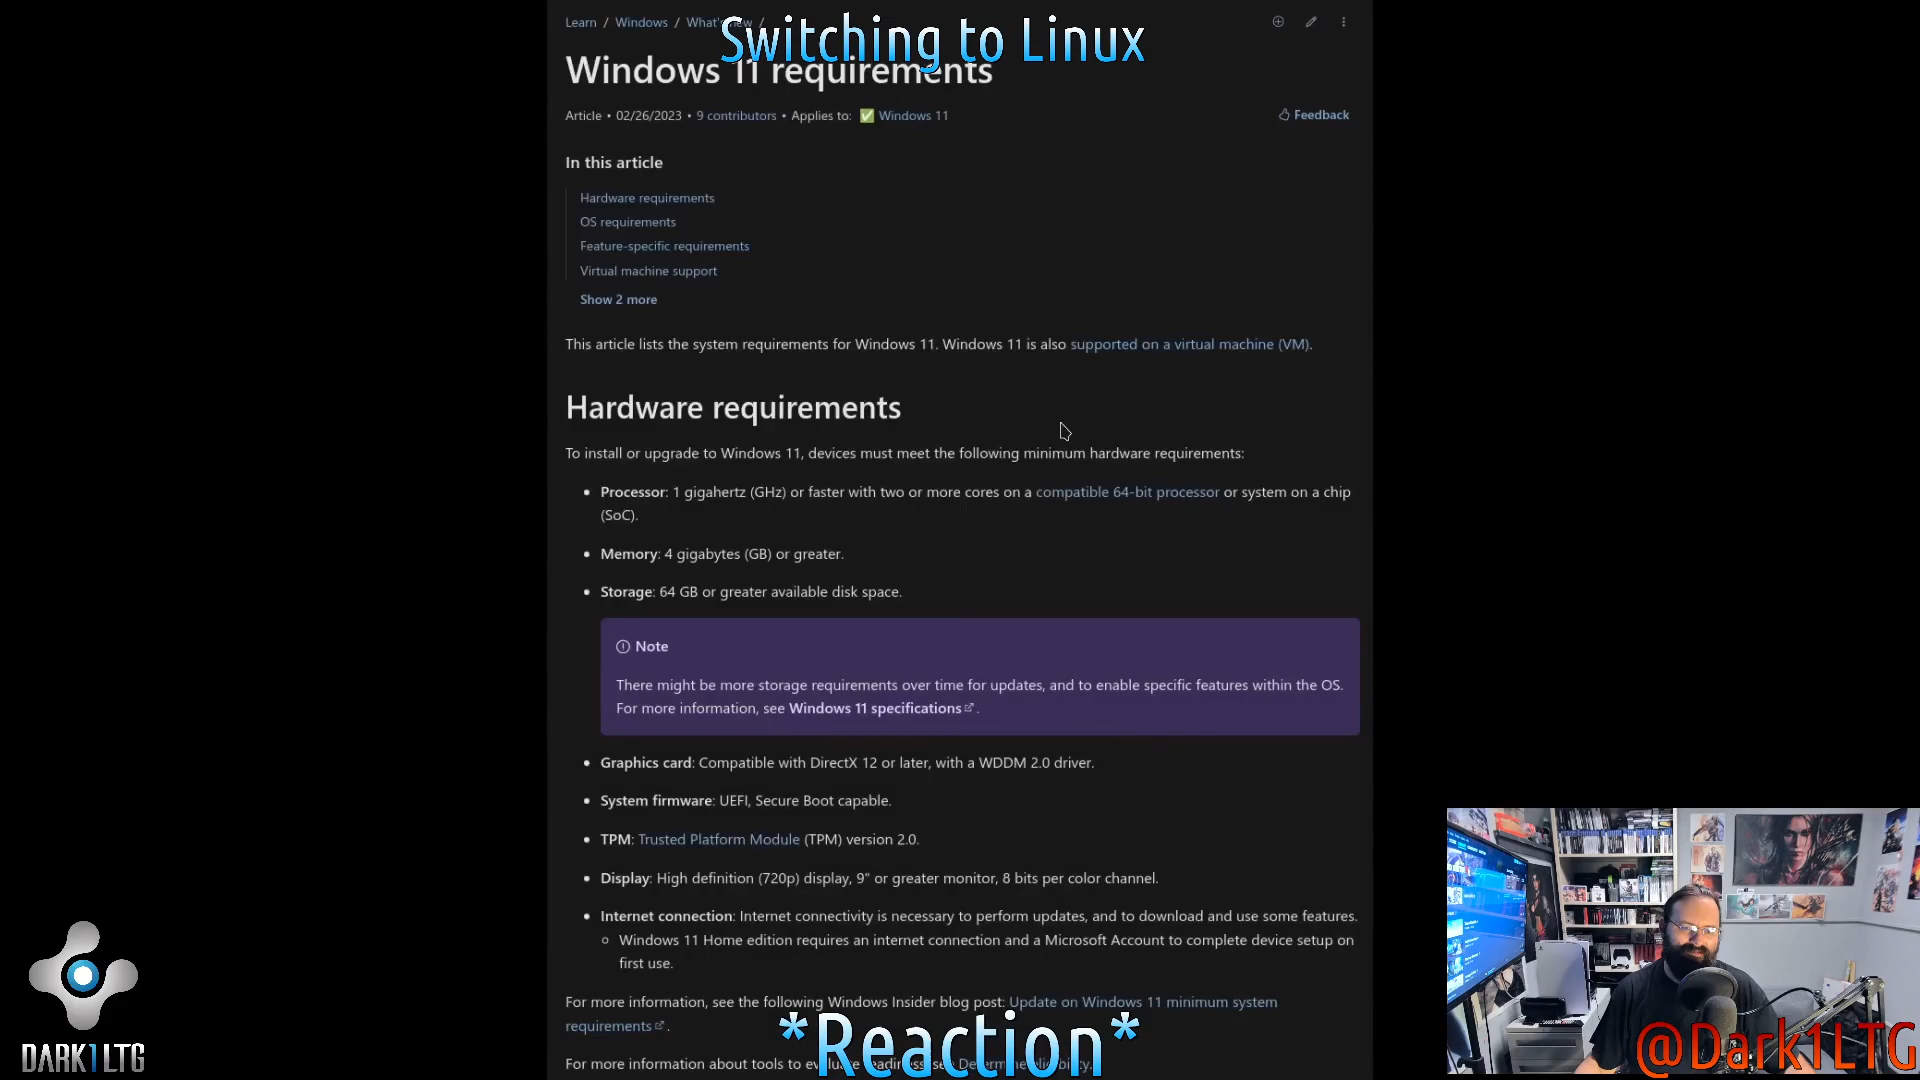 Learn / Windows / What's new /
Switching to Linux
Windows 11 requirements
Article • 02/26/2023 • 9 contributors • Applies to: ✅ Windows 11
Feedback
In this article
Hardware requirements
OS requirements
Feature-specific requirements
Virtual machine support
Show 2 more
This article lists the system requirements for Windows 11. Windows 11 is also supported on a virtual machine (VM).
Hardware requirements
To install or upgrade to Windows 11, devices must meet the following minimum hardware requirements:
• Processor: 1 gigahertz (GHz) or faster with two or more cores on a compatible 64-bit processor or system on a chip
(SoC).
• Memory: 4 gigabytes (GB) or greater.
• Storage: 64 GB or greater available disk space.
Note
There might be more storage requirements over time for updates, and to enable specific features within the OS.
For more information, see Windows 11 specifications .
• Graphics card: Compatible with DirectX 12 or later, with a WDDM 2.0 driver.
• System firmware: UEFI, Secure Boot capable.
• TPM: Trusted Platform Module (TPM) version 2.0.
• Display: High definition (720p) display, 9" or greater monitor, 8 bits per color channel.
• Internet connection: Internet connectivity is necessary to perform updates, and to download and use some features.
○ Windows 11 Home edition requires an internet connection and a Microsoft Account to complete device setup on
first use.
For more information, see the following Windows Insider blog post: Update on Windows 11 minimum system
requirements .
*Reaction*
For more information about tools to evaluate readiness, see Determine eligibility.
DARK1LTG
@Dark1LTG